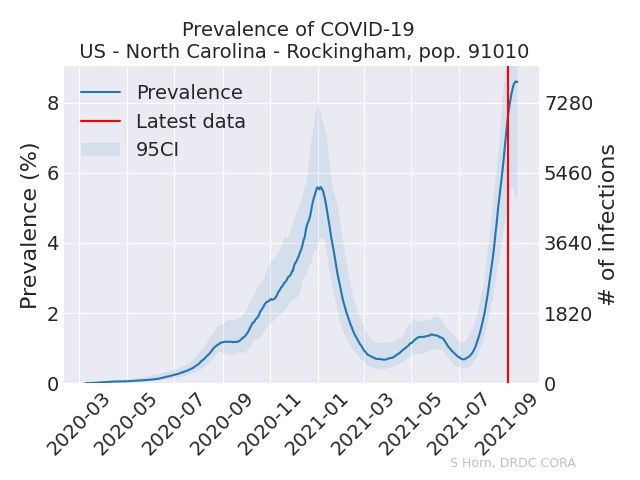 Prevalence of COVID-19
US - North Carolina - Rockingham, pop. 91010
Prevalence
Latest data
95CI
Prevalence (%)
8
6
4
2
0
# of infections
7280
5460
3640
1820
0
2020-03
2020-05
2020-07
2020-09
2020-11
2021-01
2021-03
2021-05
2021-07
2021-09
S Horn, DRDC CORA